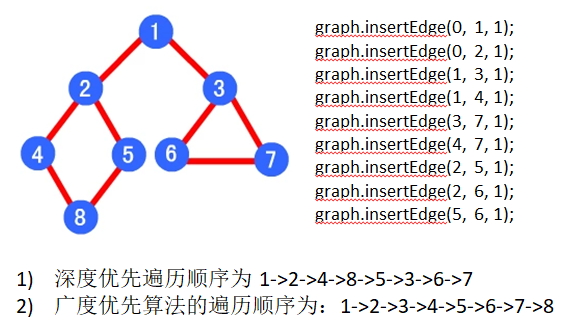 1
2
3
4
5
6
7
8
graph.insertEdge(0, 1, 1);
graph.insertEdge(0, 2, 1);
graph.insertEdge(1, 3, 1);
graph.insertEdge(1, 4, 1);
graph.insertEdge(3, 7, 1);
graph.insertEdge(4, 7, 1);
graph.insertEdge(2, 5, 1);
graph.insertEdge(2, 6, 1);
graph.insertEdge(5, 6, 1);
1) 深度优先遍历顺序为 1->2->4->8->5->3->6->7
2) 广度优先算法的遍历顺序为：1->2->3->4->5->6->7->8